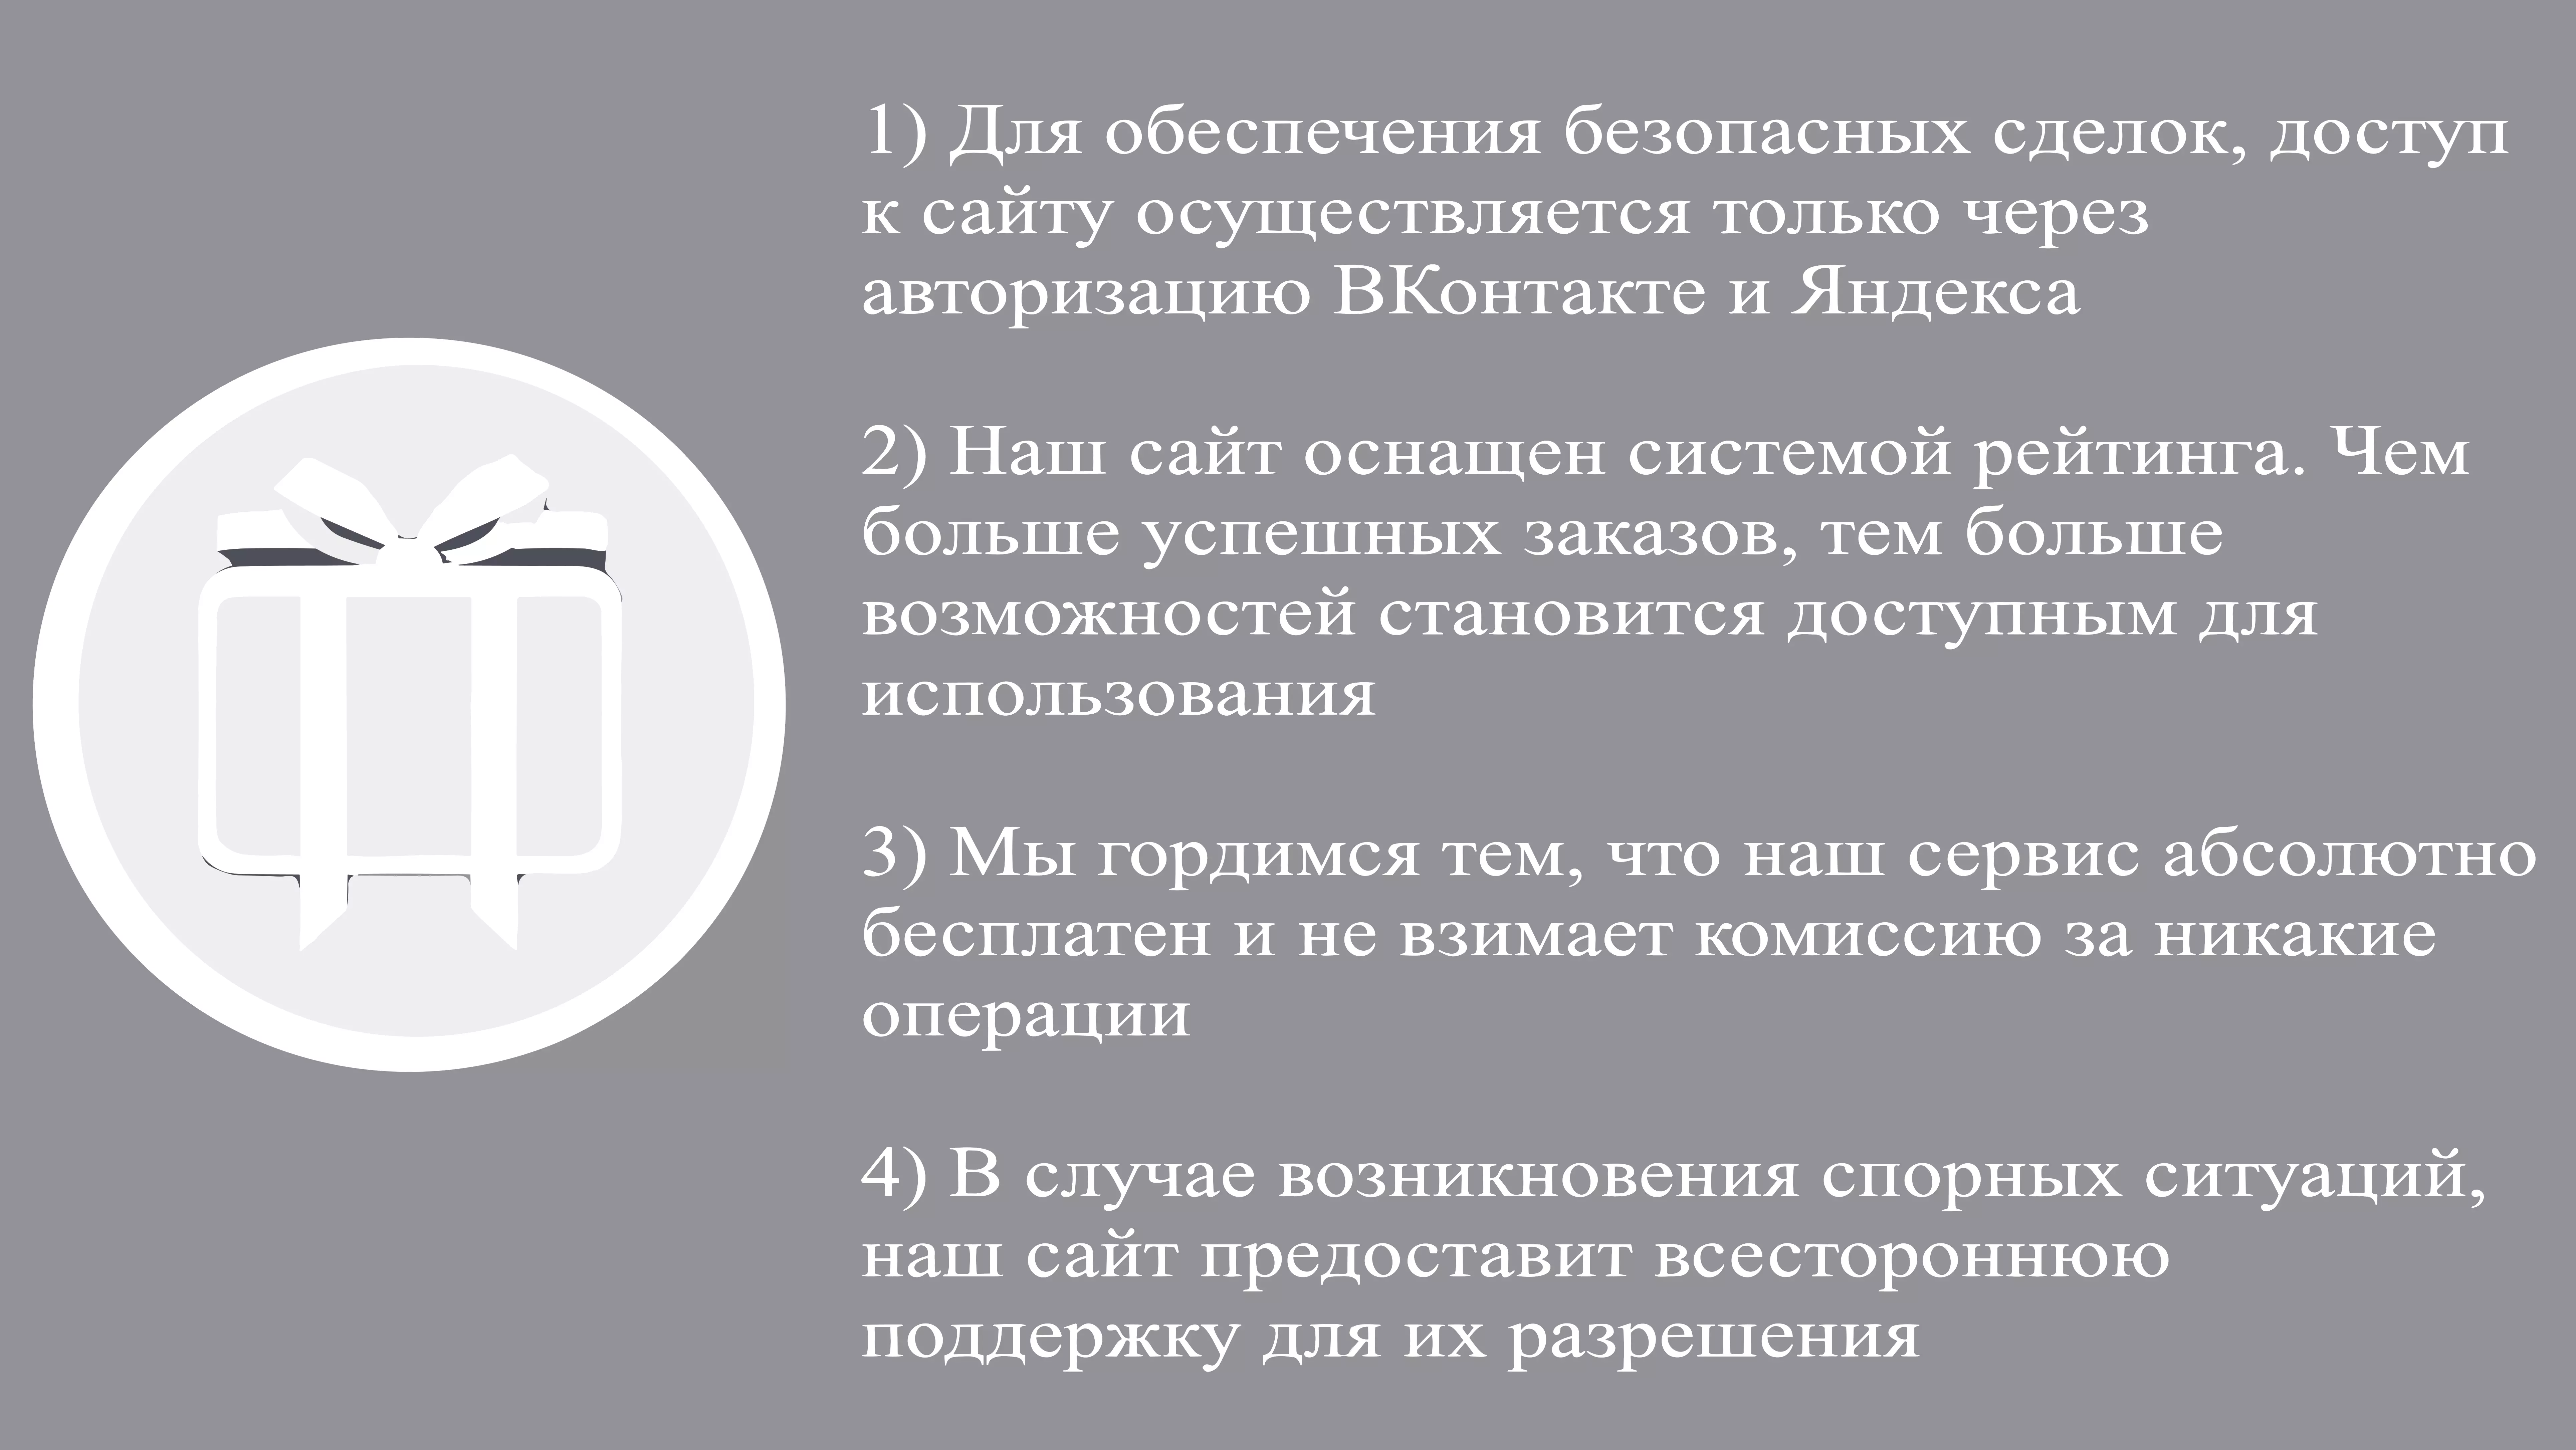 1) Для обеспечения безопасных сделок, доступ
к сайту осуществляется только через
авторизацию ВКонтакте и Яндекса
2) Наш сайт оснащен системой рейтинга. Чем
больше успешных заказов, тем больше
возможностей становится доступным для
использования
3) Мы гордимся тем, что наш сервис абсолютно
бесплатен и не взимает комиссию за никакие
операции
4) В случае возникновения спорных ситуаций,
наш сайт предоставит всестороннюю
поддержку для их разрешения